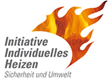 Initiative
Individuelles
Heizen
Sicherheit und Umwelt